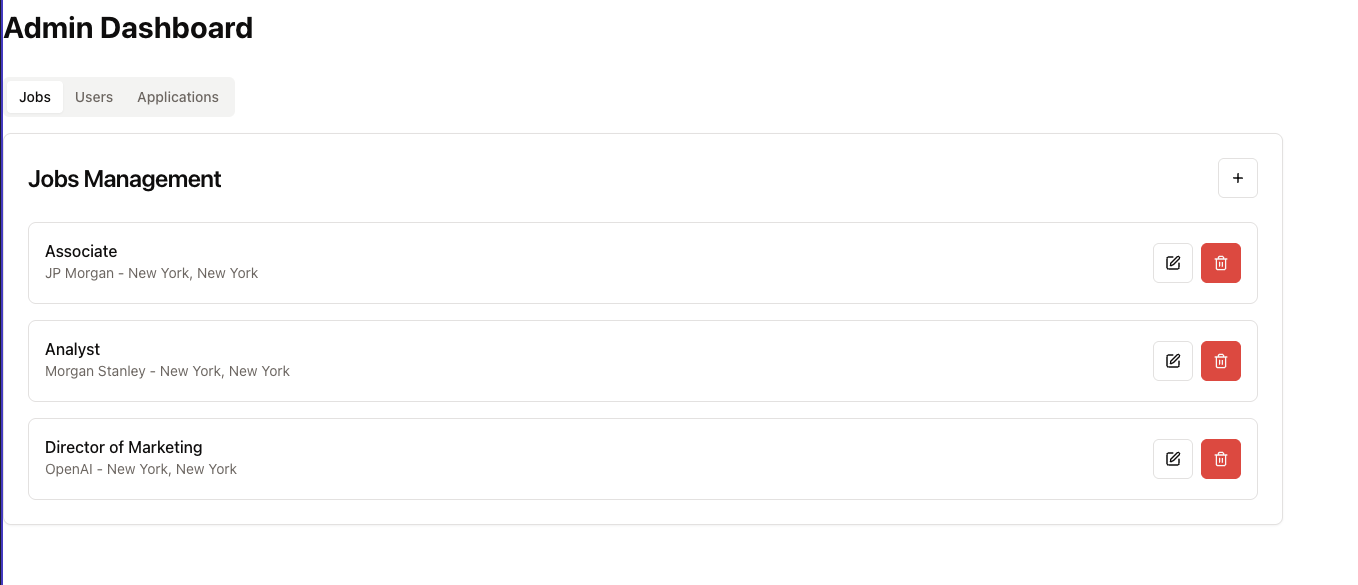 Admin Dashboard
Jobs Users Applications
Jobs Management
+
Associate
JP Morgan - New York, New York
Analyst
Morgan Stanley - New York, New York
Director of Marketing
OpenAI - New York, New York